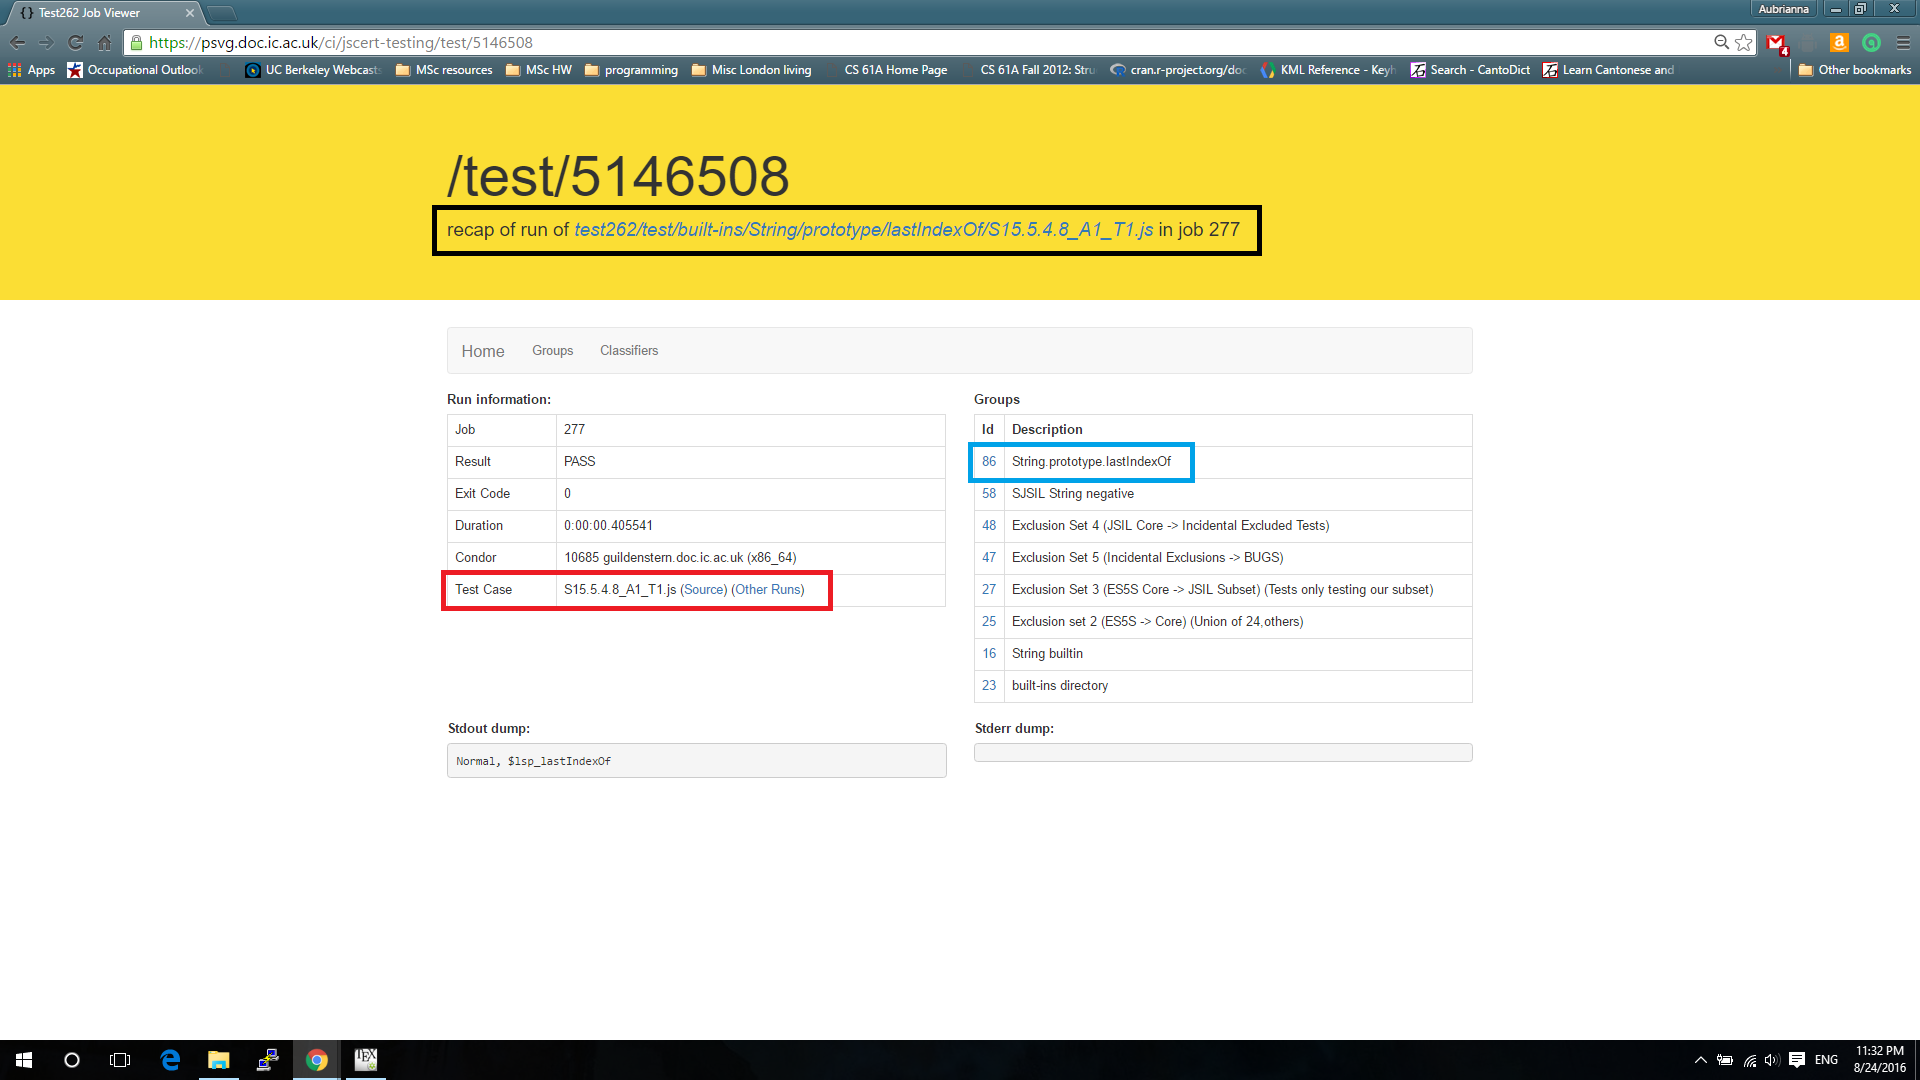 {} Test262 Job Viewer
Aubrianna
https://psvg.doc.ic.ac.uk/ci/jscert-testing/test/5146508
4
Apps Occupational Outlook UC Berkeley Webcasts MSc resources MSc HW programming Misc London living CS 61A Home Page CS 61A Fall 2012: Stru cran.r-project.org/doc KML Reference - Keyh Search - CantoDict Learn Cantonese and Other bookmarks
/test/5146508
recap of run of test262/test/built-ins/String/prototype/lastIndexOf/S15.5.4.8_A1_T1.js in job 277
Home Groups Classifiers
Run information:
Job 277
Result PASS
Exit Code 0
Duration 0:00:00.405541
Condor 10685 guildenstern.doc.ic.ac.uk (x86_64)
Test Case S15.5.4.8_A1_T1.js (Source) (Other Runs)
Groups
Id Description
86 String.prototype.lastIndexOf
58 SJSIL String negative
48 Exclusion Set 4 (JSIL Core -> Incidental Excluded Tests)
47 Exclusion Set 5 (Incidental Exclusions -> BUGS)
27 Exclusion Set 3 (ES5S Core -> JSIL Subset) (Tests only testing our subset)
25 Exclusion set 2 (ES5S -> Core) (Union of 24,others)
16 String builtin
23 built-ins directory
Stdout dump:
Normal, $lsp_lastIndexOf
Stderr dump:
TEX
ENG
11:32 PM
8/24/2016